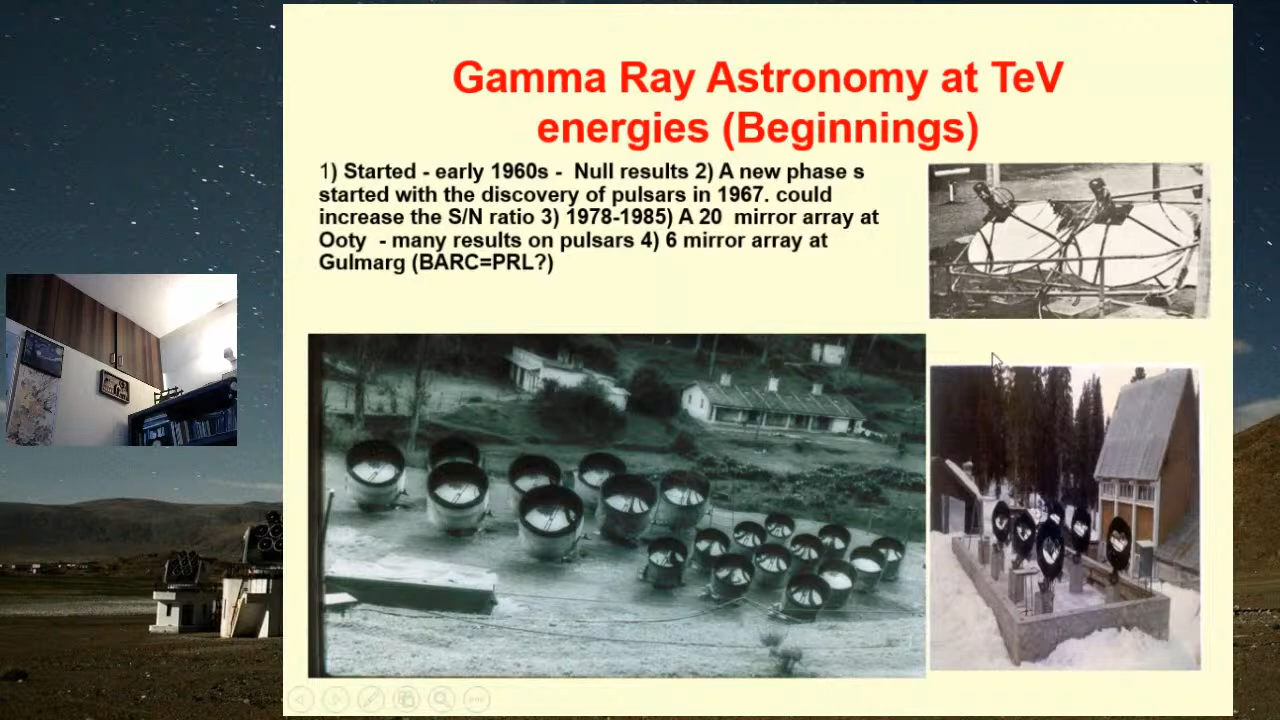 Gamma Ray Astronomy at TeV
energies (Beginnings)
1) Started - early 1960s - Null results 2) A new phase s
started with the discovery of pulsars in 1967. could
increase the S/N ratio 3) 1978-1985) A 20 mirror array at
Ooty - many results on pulsars 4) 6 mirror array at
Gulmarg (BARC=PRL?)